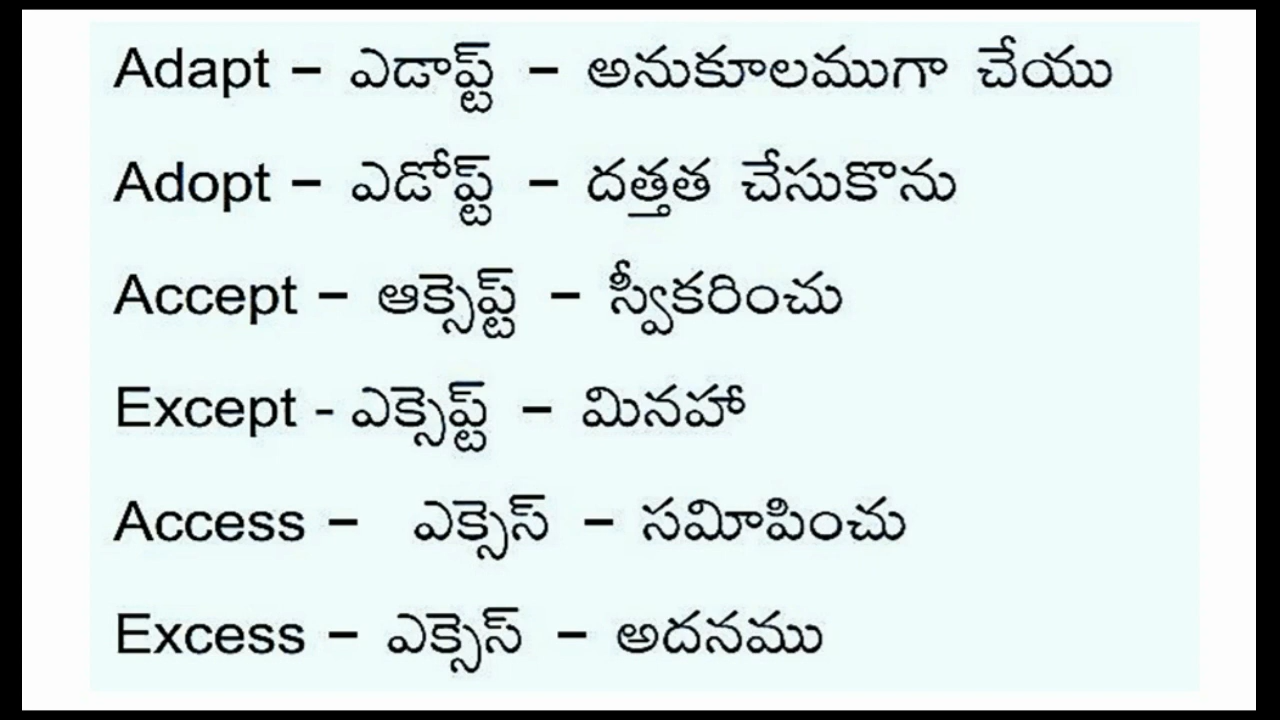 Adapt – ఎడాప్ట్ – అనుకూలముగా చేయు
Adopt – ఎడోప్ట్ – దత్తత చేసుకొను
Accept – ఆక్సెప్ట్ – స్వీకరించు
Except - ఎక్సెప్ట్ – మినహా
Access – ఎక్సెస్ – సమీపించు
Excess – ఎక్సెస్ – అదనము